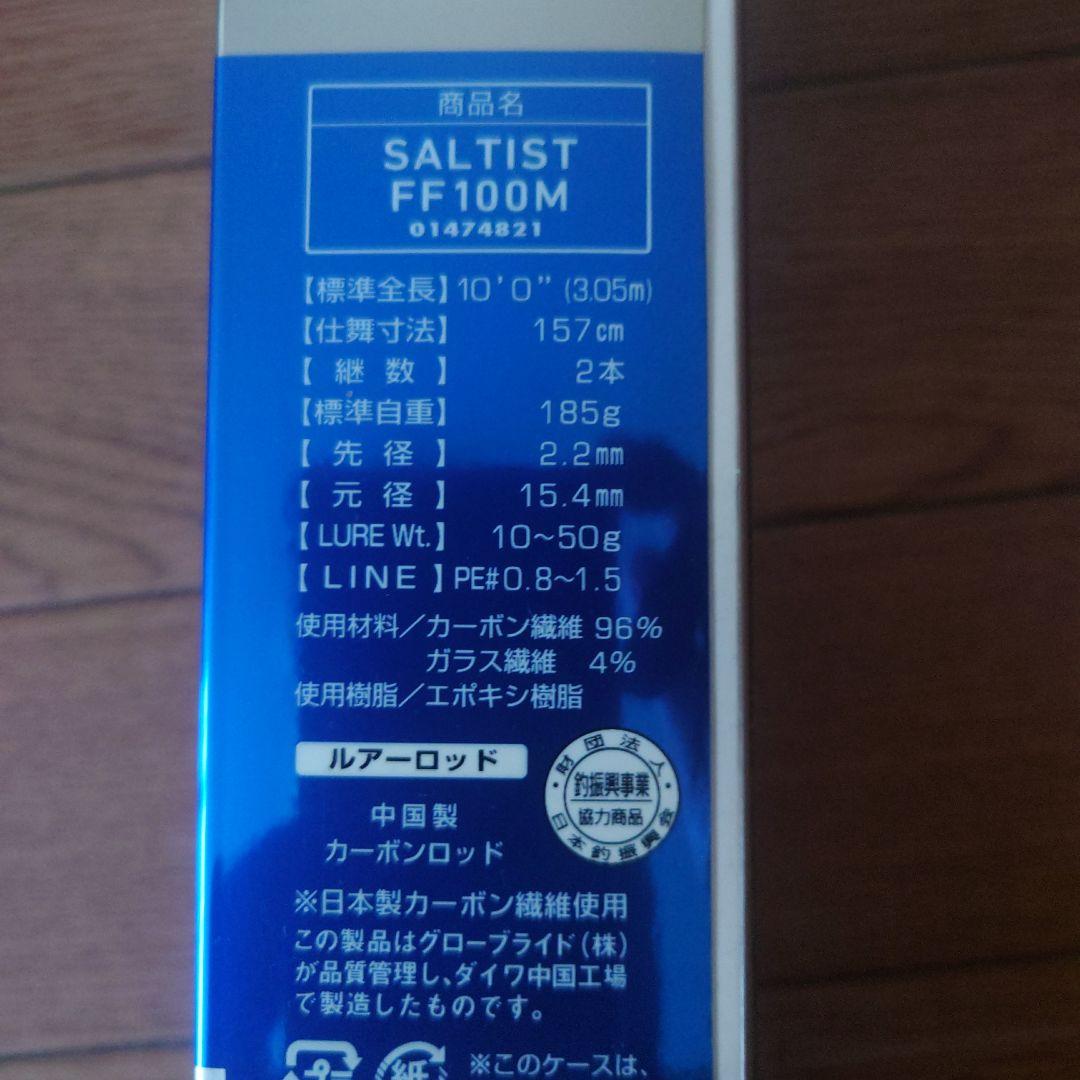 商品名
SALTIST
FF100M
01474821
【標準全長】10'0" (3.05m)
【仕舞寸法】 157cm
【 継 数 】 2本
【標準自重】 185g
【 先 径 】 2.2mm
【 元 径 】 15.4mm
【 LURE Wt.】 10~50g
【 LINE 】 PE#0.8~1.5
使用材料/カーボン繊維 96%
ガラス繊維 4%
使用樹脂/エポキシ樹脂
ルアーロッド
財団法人
釣振興事業
協力商品
日本釣振興会
中国製
カーボンロッド
※日本製カーボン繊維使用
この製品はグローブライド(株)
が品質管理し、ダイワ中国工場
で製造したものです。
紙
※このケースは、